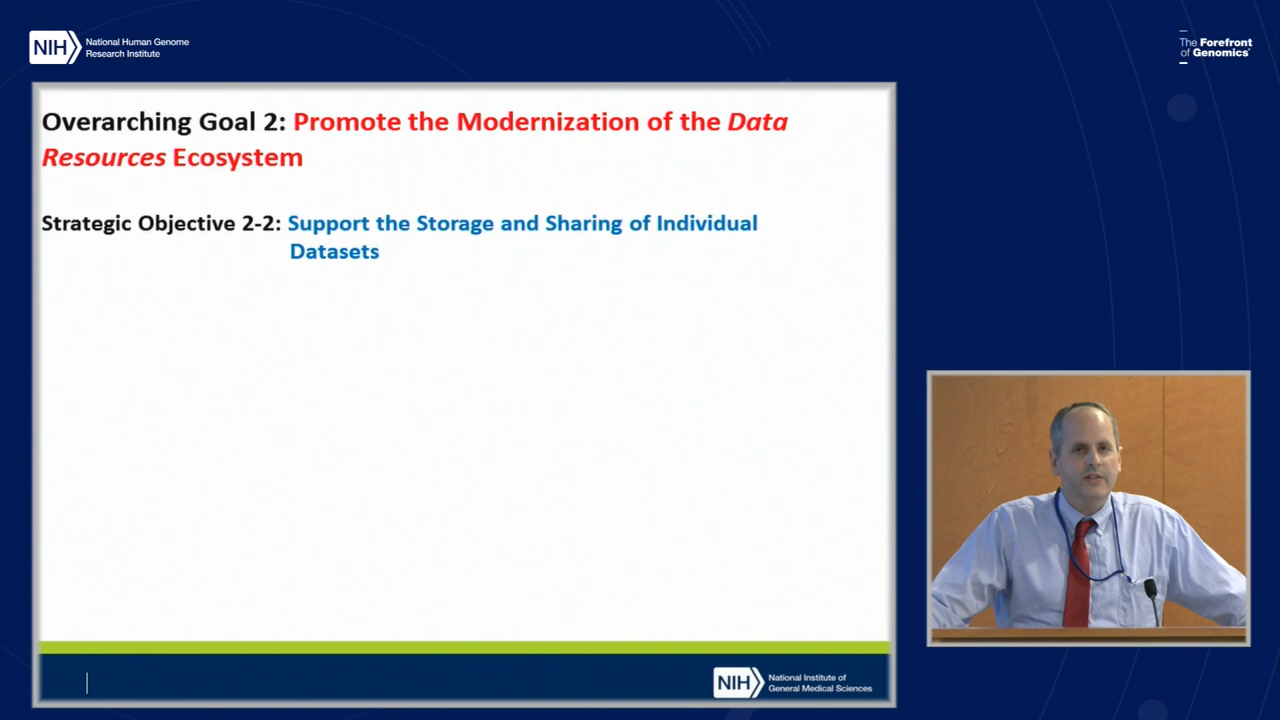 NIH
National Human Genome
Research Institute
The Forefront
of Genomics®
Overarching Goal 2: Promote the Modernization of the Data
Resources Ecosystem
Strategic Objective 2-2: Support the Storage and Sharing of Individual
Datasets
NIH
National Institute of
General Medical Sciences